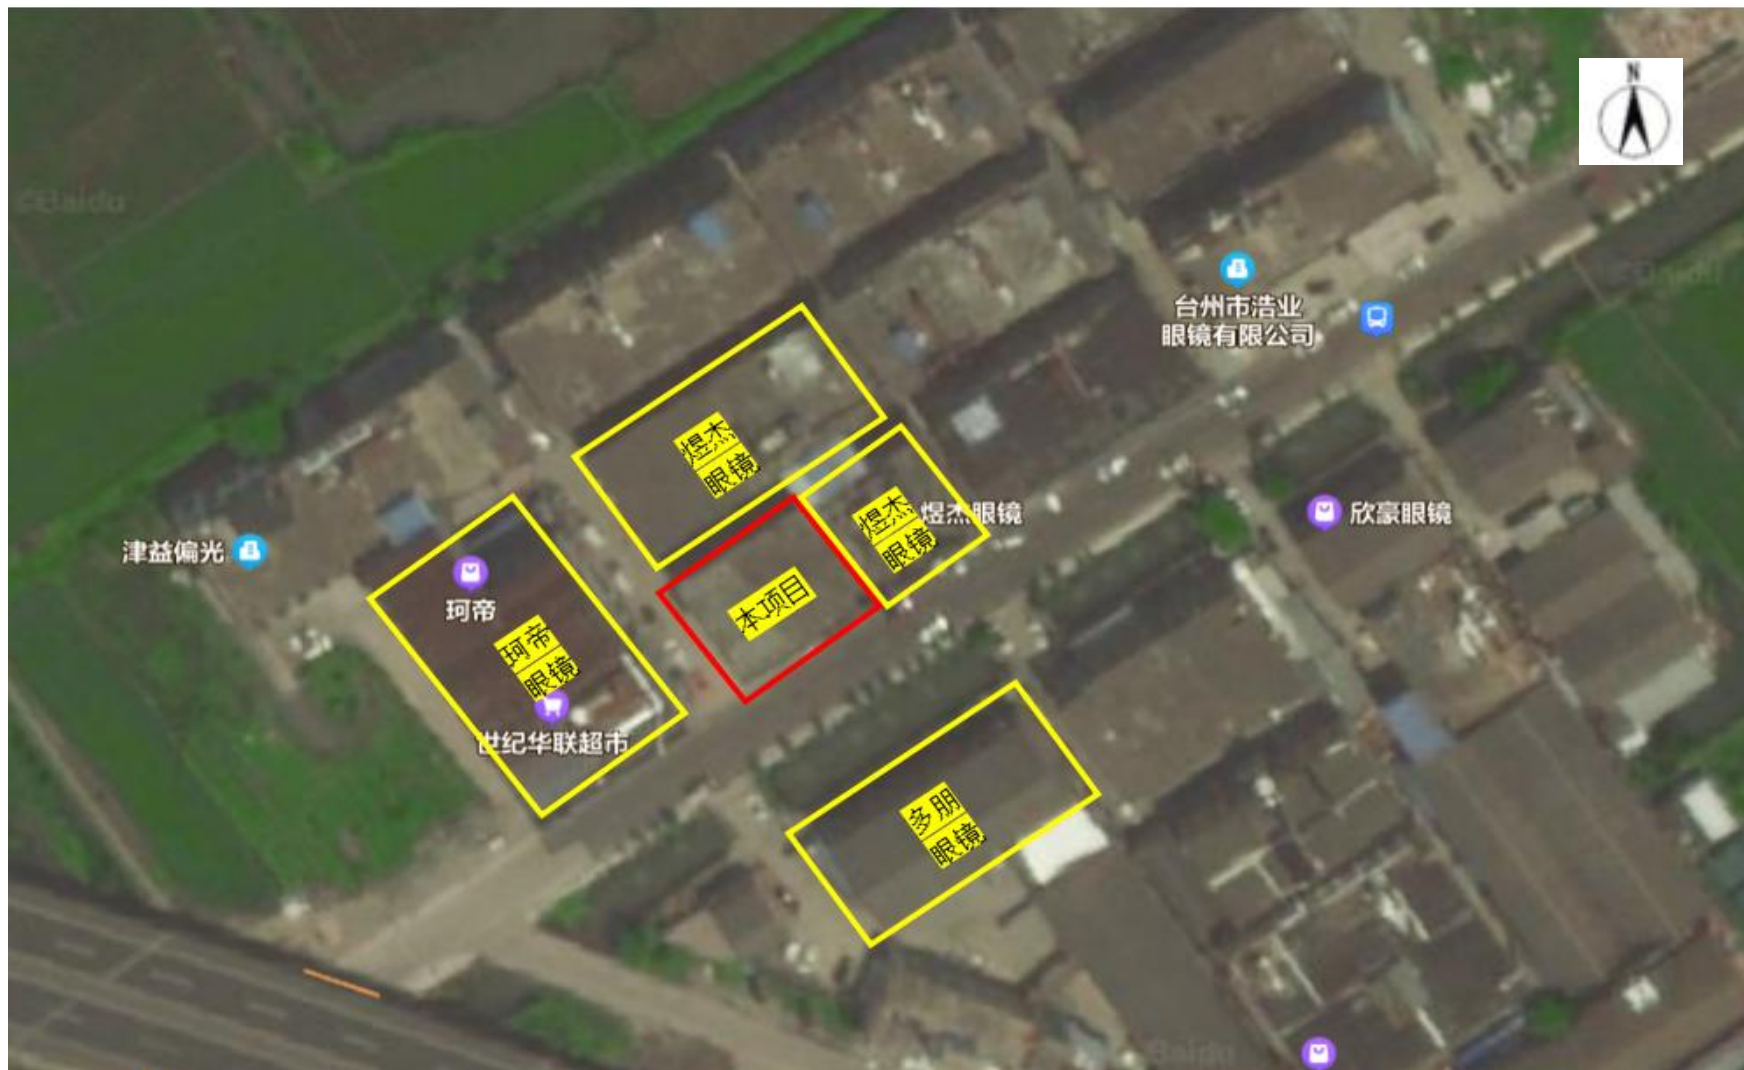 N
©Baidu
台州市浩业
眼镜有限公司
煜杰
眼镜
煜杰
眼镜
煜杰眼镜
欣豪眼镜
津益偏光
珂帝
珂帝
眼镜
本项目
世纪华联超市
多朋
眼镜
Baidu